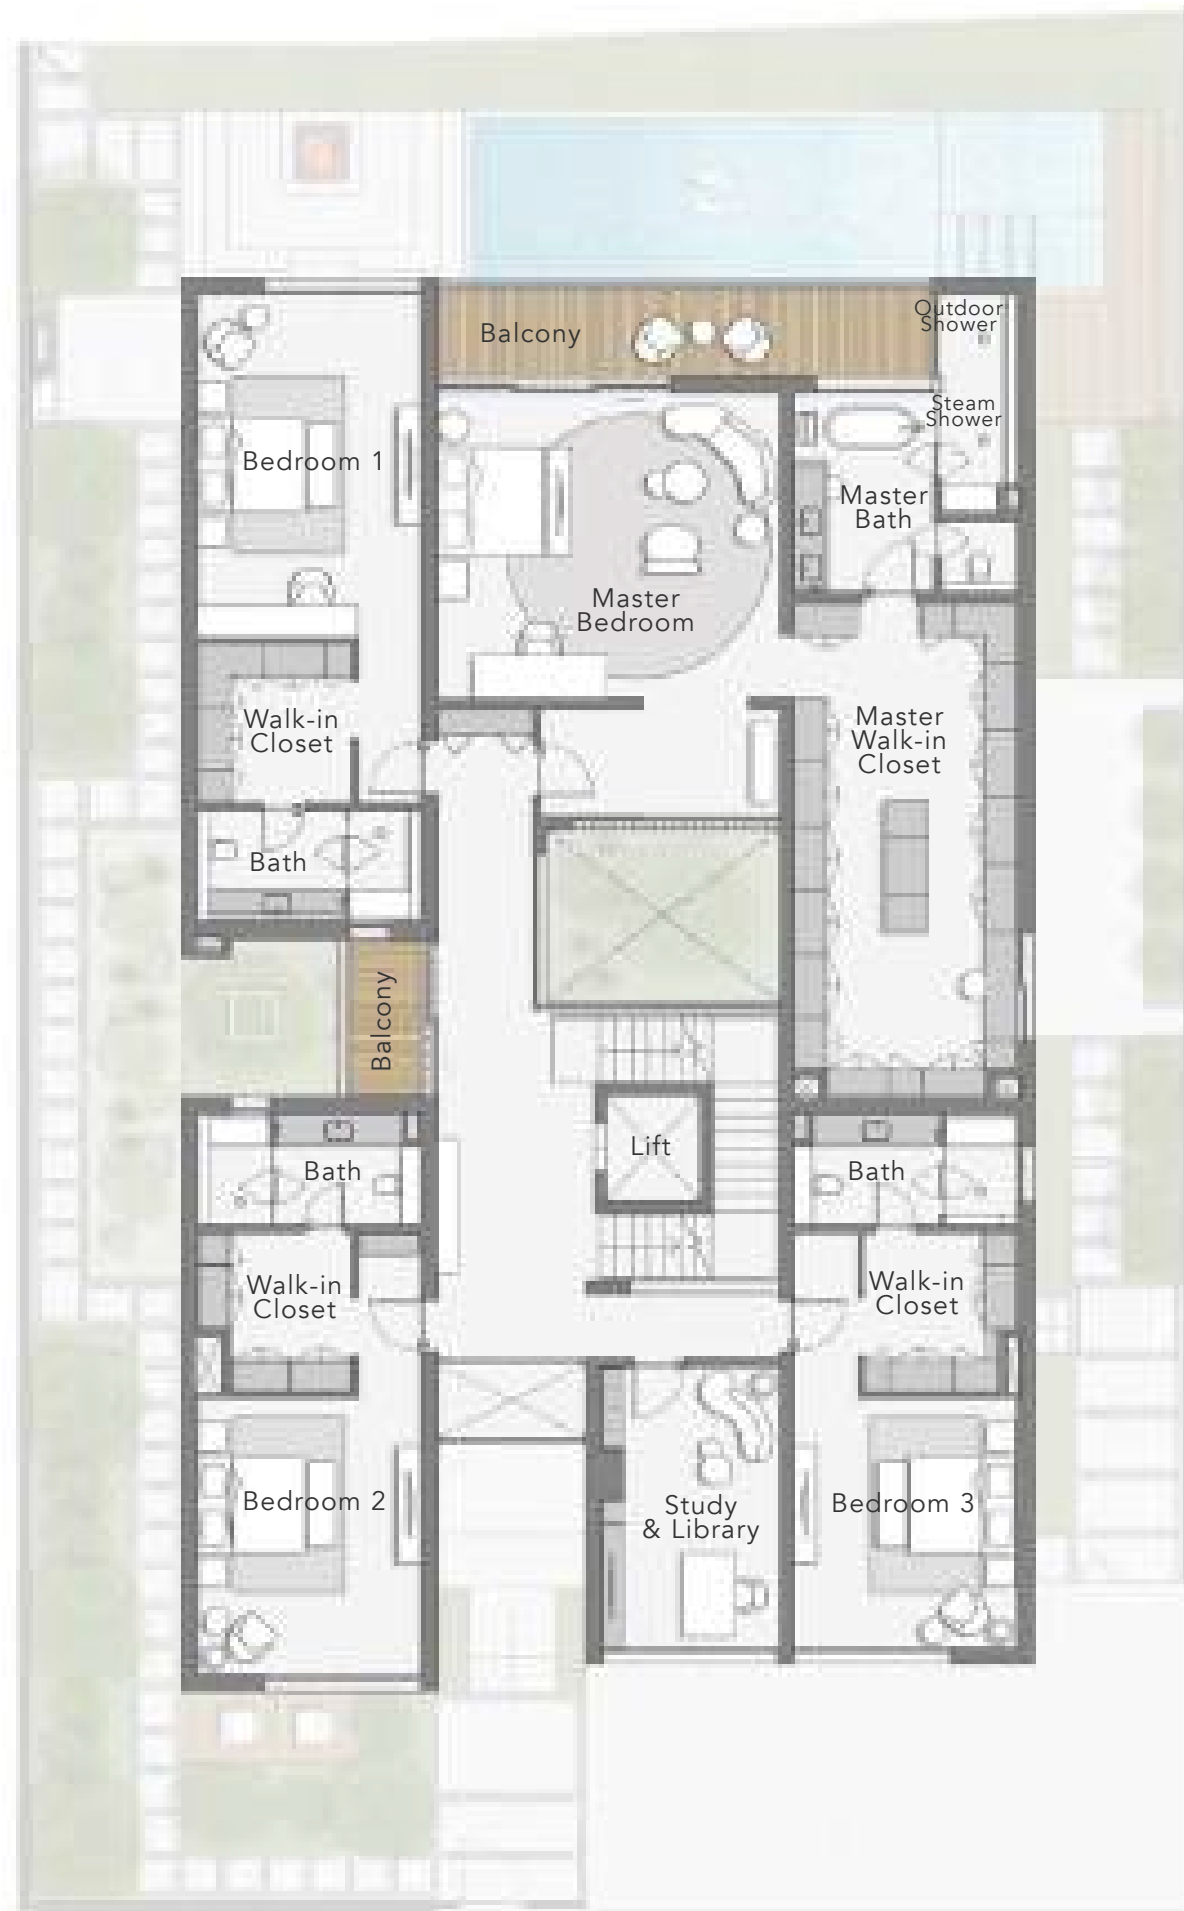 Outdoor
Shower
Balcony
Steam
Shower
Bedroom 1
Master
Bath
Master
Bedroom
Walk-in
Closet
Master
Walk-in
Closet
Bath
Balcony
Lift
Bath
Bath
Walk-in
Closet
Walk-in
Closet
Bedroom 2
Study
& Library
Bedroom 3